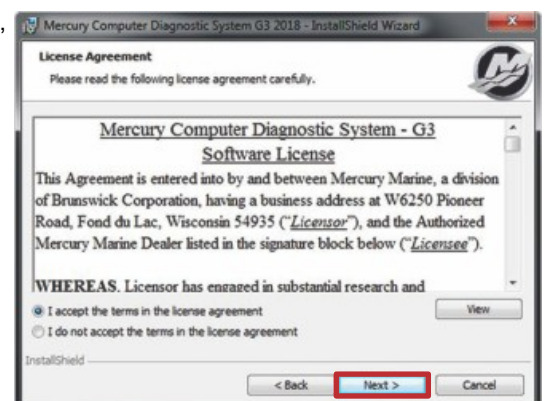 ,
Mercury Computer Diagnostic System G3 2018 - InstallShield Wizard
License Agreement
Please read the following license agreement carefully.
Mercury Computer Diagnostic System - G3
Software License
This Agreement is entered into by and between Mercury Marine, a division
of Brunswick Corporation, having a business address at W6250 Pioneer
Road, Fond du Lac, Wisconsin 54935 ("Licensor"), and the Authorized
Mercury Marine Dealer listed in the signature block below ("Licensee").
WHEREAS, Licensor has engaged in substantial research and
I accept the terms in the license agreement
View
I do not accept the terms in the license agreement
InstallShield
< Back
Next >
Cancel